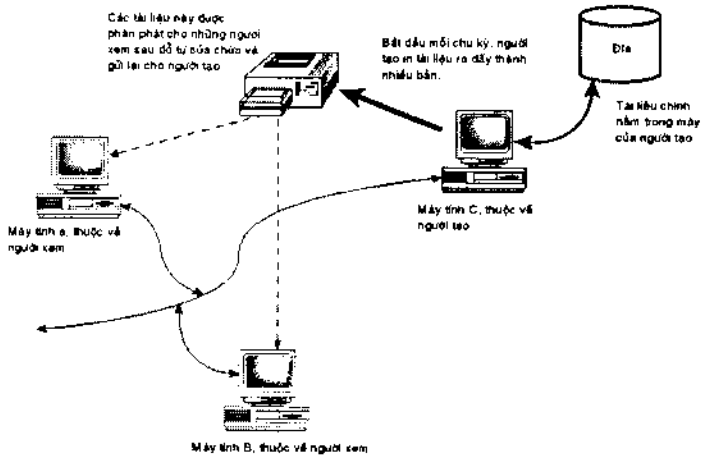 Các tài liệu này được
phân phát cho những người
xem sau đó tự sửa chữa và
gửi lại cho người tạo
Bắt đầu mỗi chu kỳ, người
tạo in tài liệu ra đấy thành
nhiều bản.
Đĩa
Tài liệu chính
nằm trong máy
của người tạo
Máy tính a, thuộc về
người xem
Máy tính C, thuộc về
người tạo
Máy tính B, thuộc về người xem